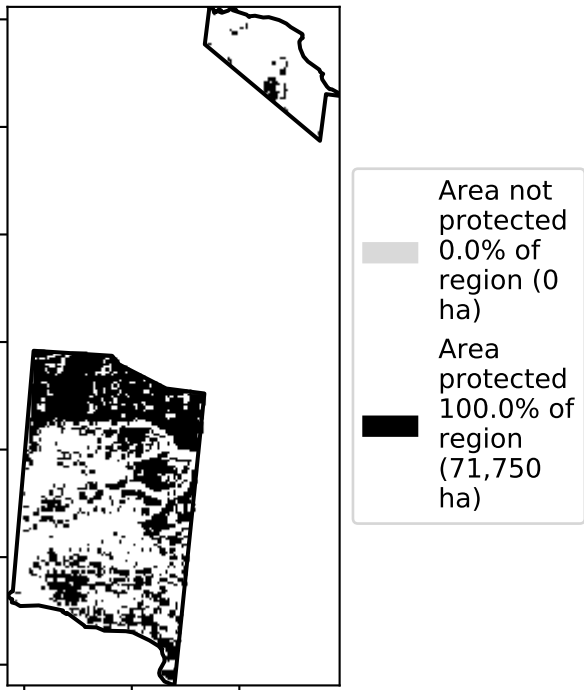 Area not
protected
0.0% of
region (0
ha)
Area
protected
100.0% of
region
(71,750
ha)